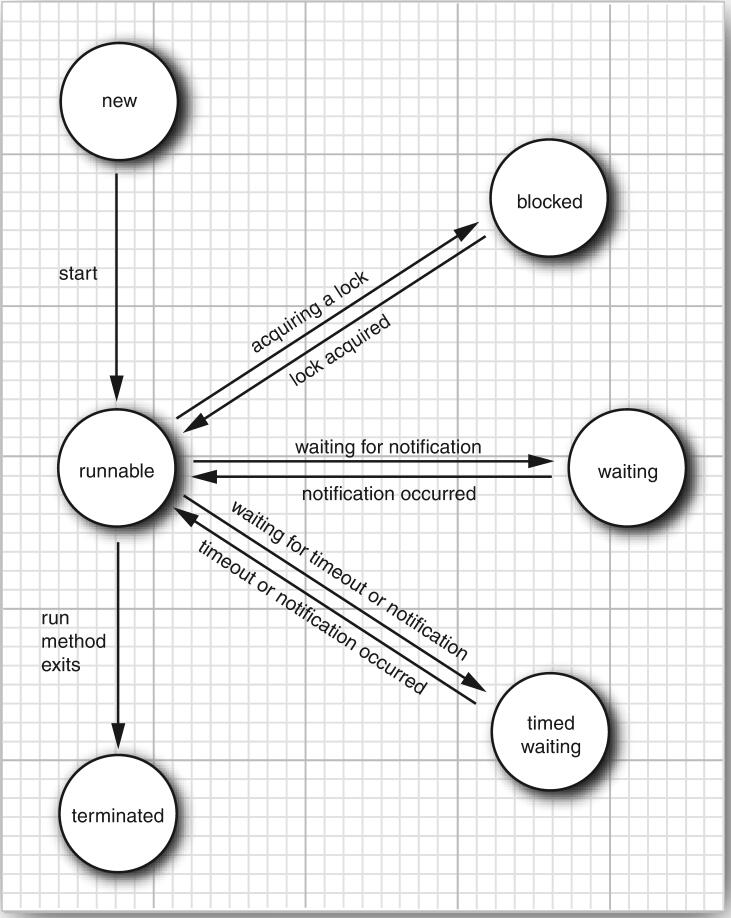 new
blocked
start
acquiring a lock
lock acquired
waiting for notification
runnable
waiting
notification occurred
waiting for timeout or notification
timeout or notification occurred
run
method
exits
timed
waiting
terminated